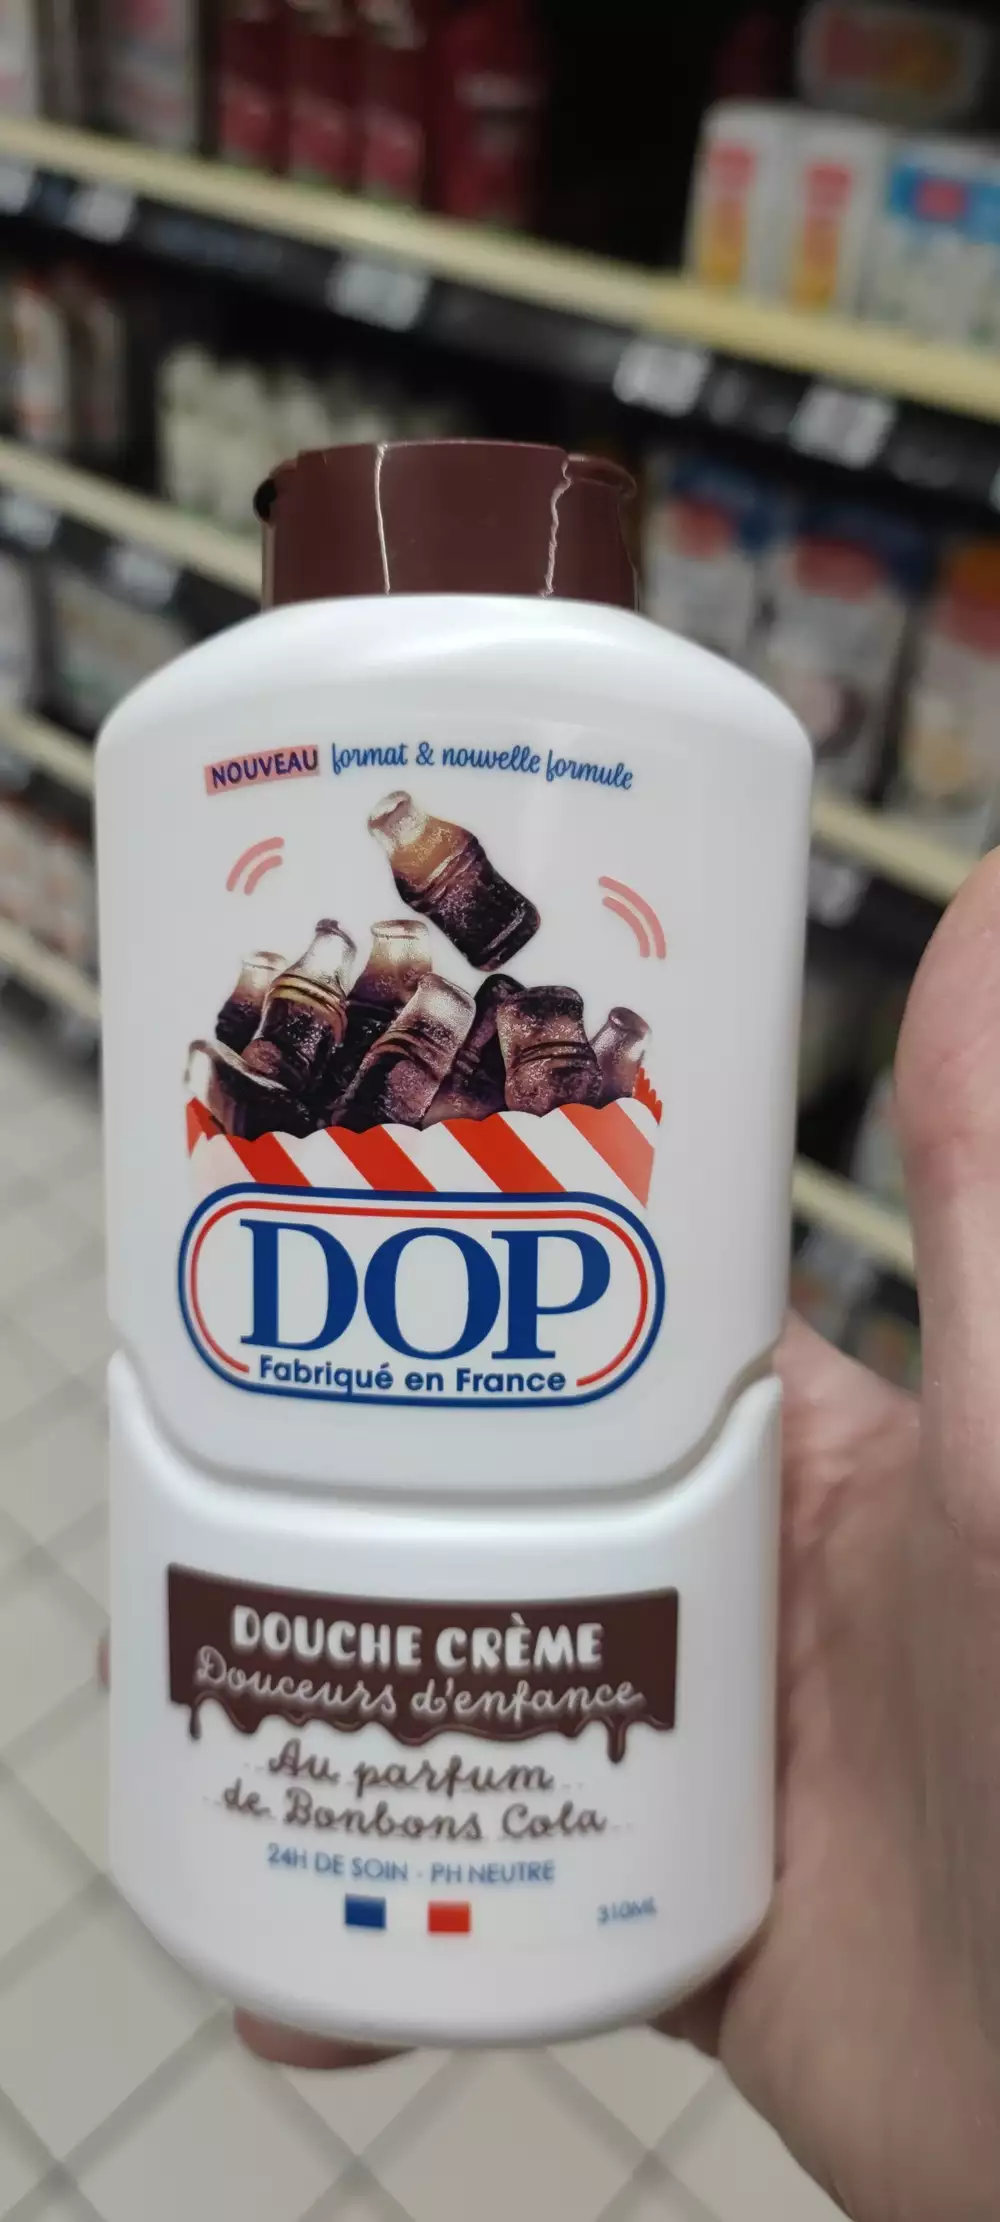 NOUVEAU format & nouvelle formule
DOP
Fabriqué en France
DOUCHE CRÈME
Douceurs d'enfance
Au parfum
de Bonbons Cola
24H DE SOIN - PH NEUTRE
310ML